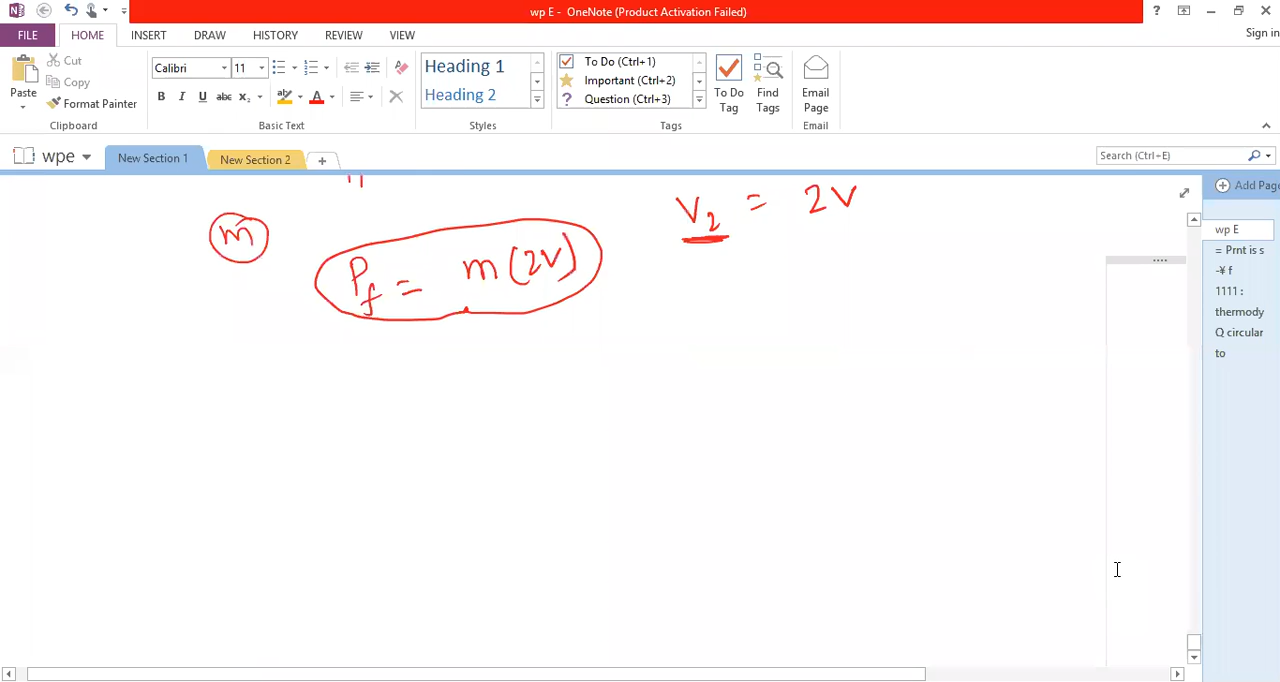 wp E - OneNote (Product Activation Failed)
Sign in
FILE HOME INSERT DRAW HISTORY REVIEW VIEW
Paste
Cut
Copy
Format Painter
Clipboard
Calibri 11
B I U abc X₂ A
Basic Text
Heading 1
Heading 2
Styles
To Do (Ctrl+1)
Important (Ctrl+2)
Question (Ctrl+3)
To Do Tag
Find Tags
Tags
Email Page
Email
wpe New Section 1 New Section 2 +
Search (Ctrl+E)
Add Page
wp E
= Prnt is s
-¥ f
1111 :
thermody
Q circular
to
V₂ = 2V
m
P_f = m(2V)